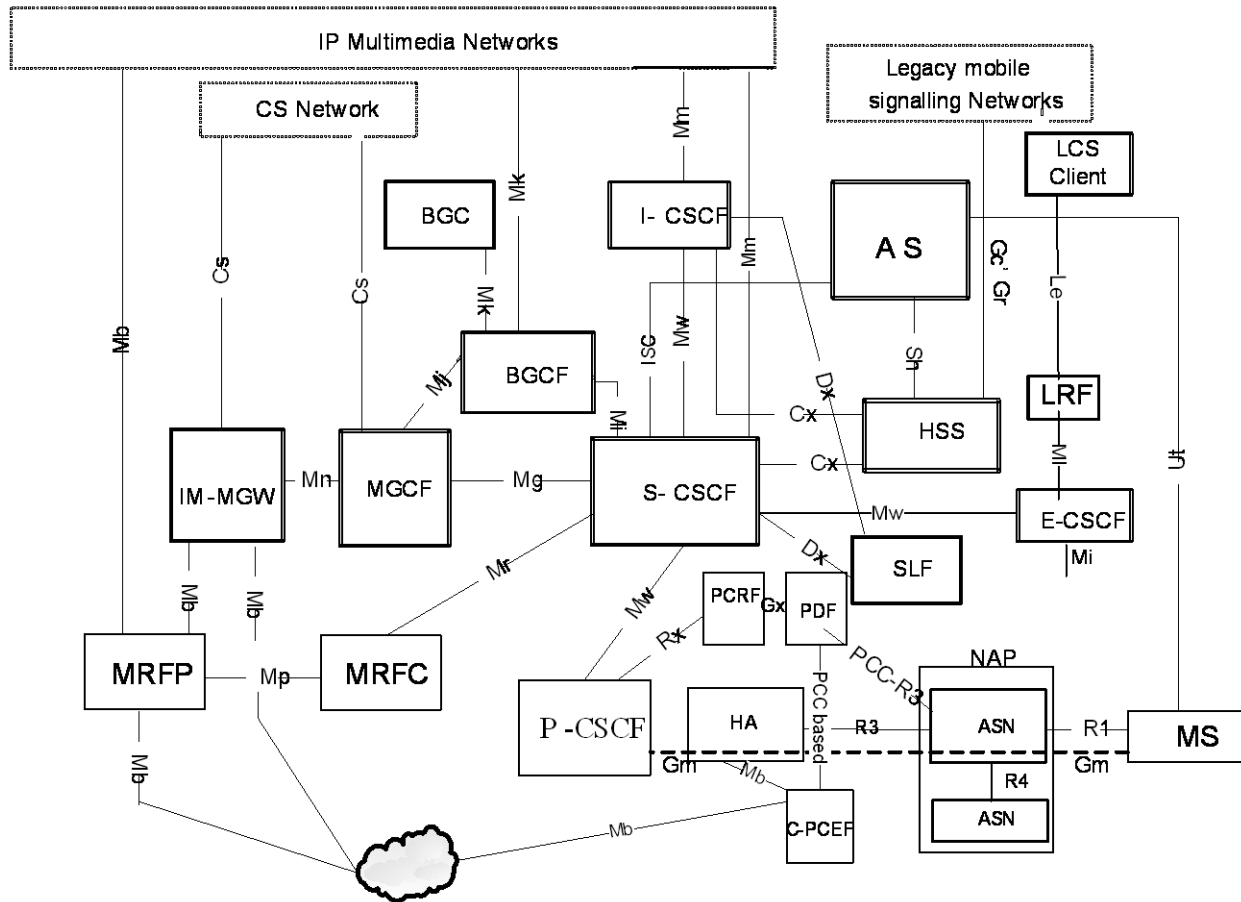 IP Multimedia Networks
Legacy mobile
signalling Networks
CS Network
Mm
LCS
Client
BGC
Mk
I- CSCF
Mm
A S
Gc' Gr
Cs
Cs
Mk
Le
Mb
ISC
Mw
Sh
Mj
BGCF
Dx
LRF
Mi
Cx
HSS
Ut
IM-MGW
Mn
MGCF
Mg
S- CSCF
Cx
Ml
Mw
E-CSCF
Mi
Mb
Mb
Mr
Mw
Dx
SLF
PCRF
Gx
PDF
Rx
MRFP
Mp
MRFC
PCC-R3
NAP
P -CSCF
HA
PCC based
R3
ASN
R1
MS
Gm
Gm
Mb
Mb
R4
ASN
Mb
C-PCEF